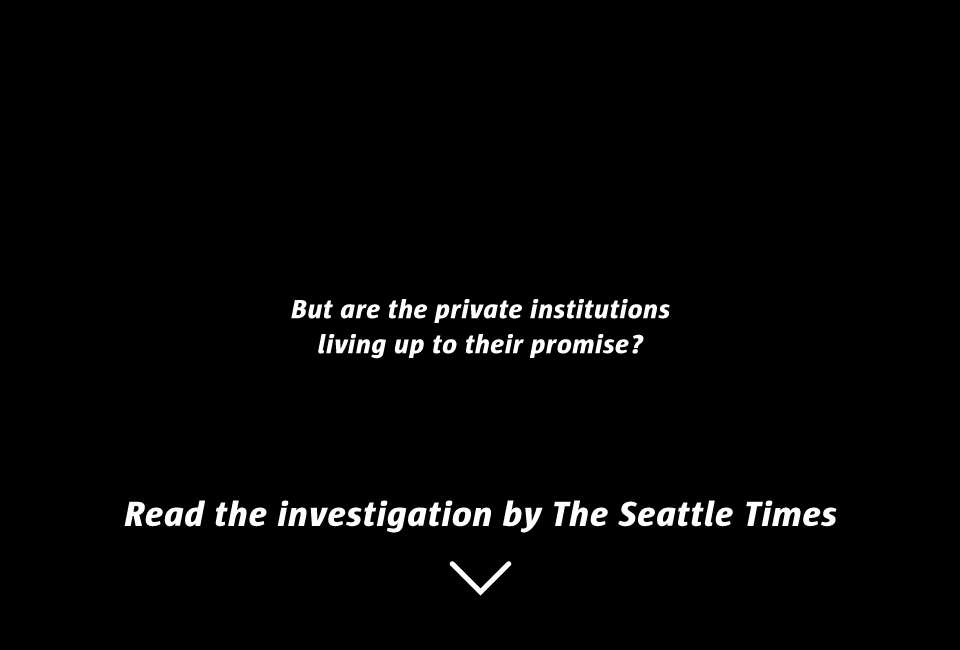 But are the private institutions
living up to their promise?
Read the investigation by The Seattle Times